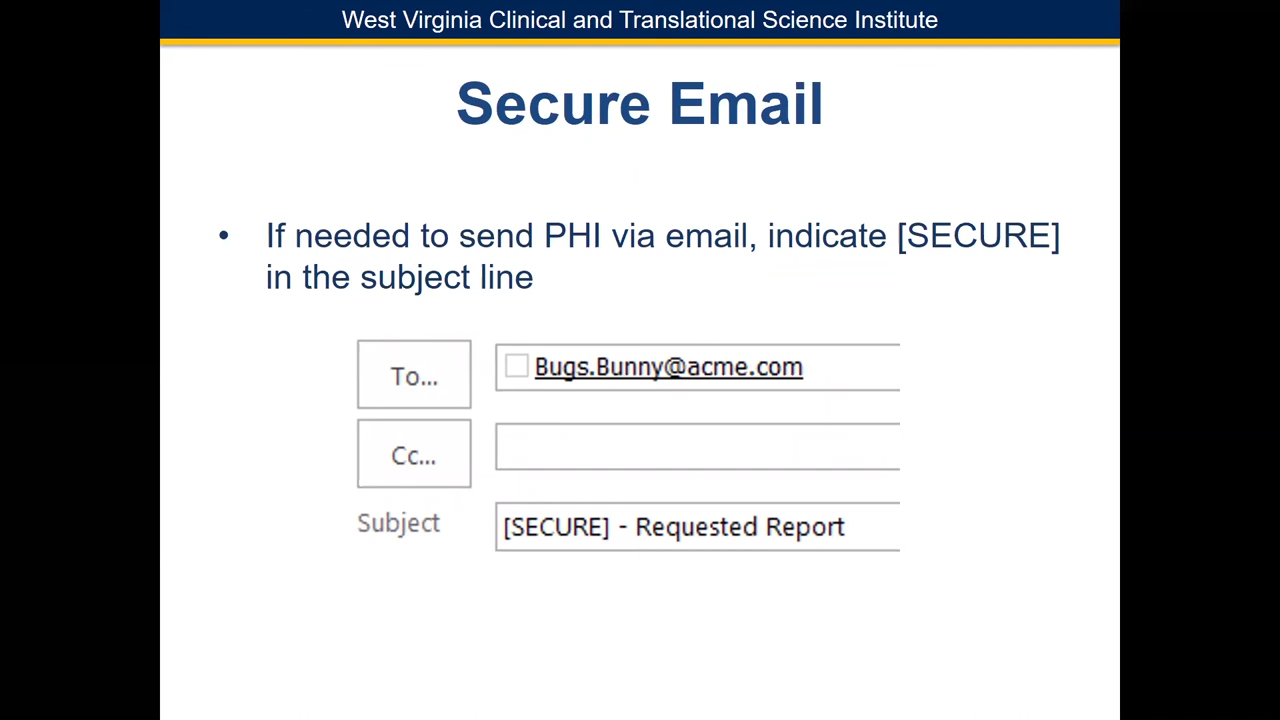 West Virginia Clinical and Translational Science Institute
Secure Email
• If needed to send PHI via email, indicate [SECURE]
in the subject line
To... Bugs.Bunny@acme.com
Cc...
Subject [SECURE] - Requested Report